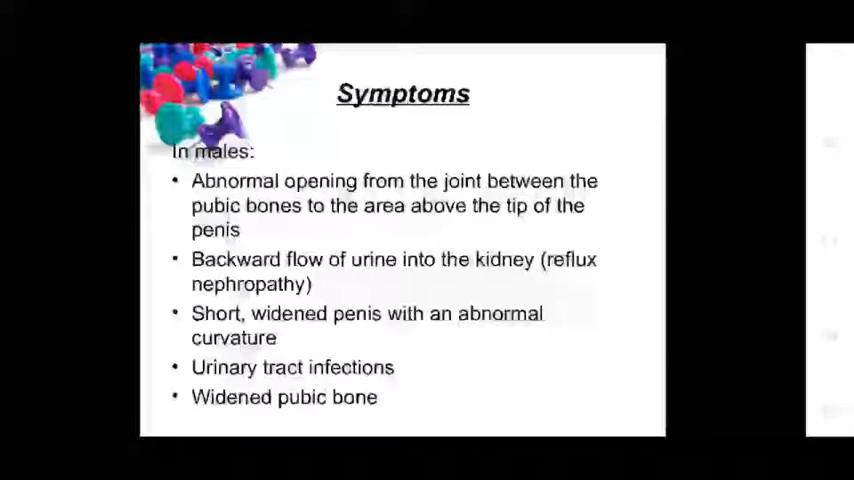 Symptoms
In males:
• Abnormal opening from the joint between the
pubic bones to the area above the tip of the
penis
• Backward flow of urine into the kidney (reflux
nephropathy)
• Short, widened penis with an abnormal
curvature
• Urinary tract infections
• Widened pubic bone